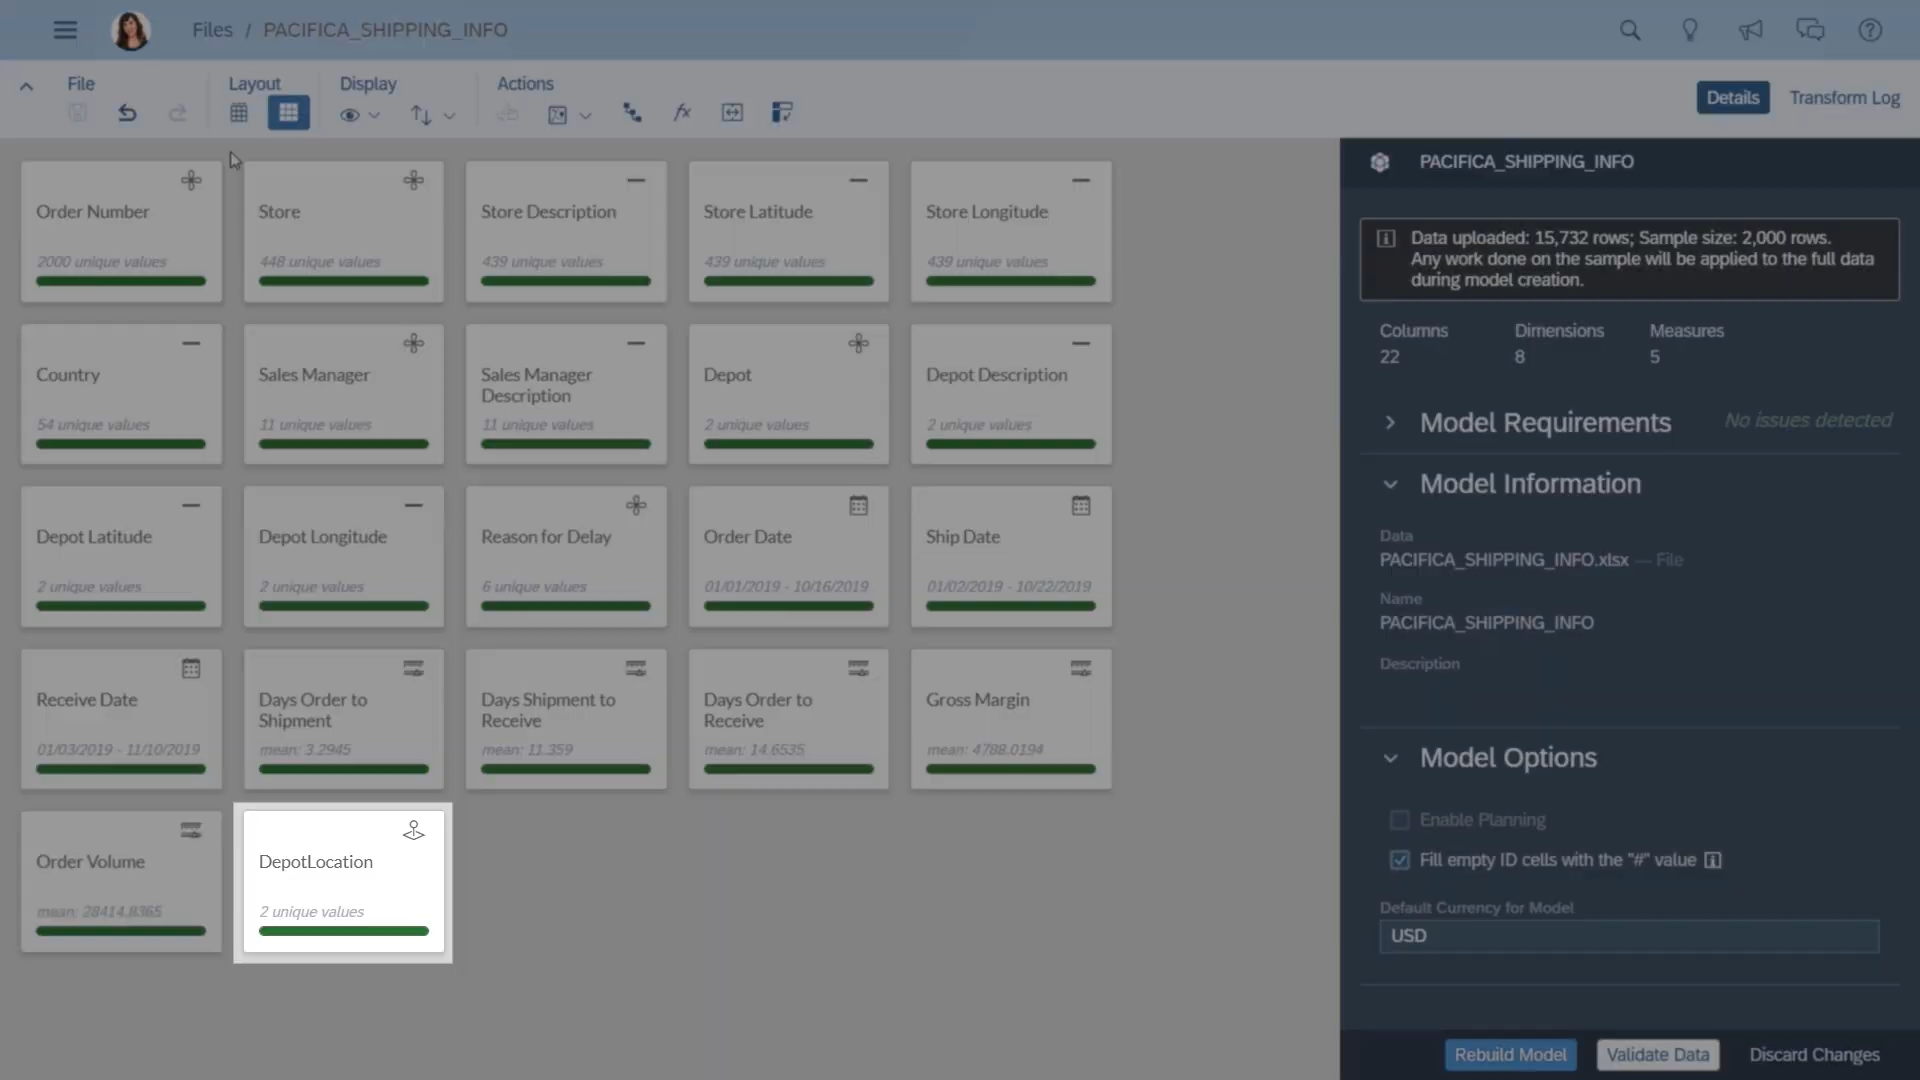 Files / PACIFICA_SHIPPING_INFO
File
Layout
Display
Actions
Details
Transform Log
Order Number
2000 unique values
Store
448 unique values
Store Description
439 unique values
Store Latitude
439 unique values
Store Longitude
439 unique values
Country
54 unique values
Sales Manager
11 unique values
Sales Manager
Description
11 unique values
Depot
2 unique values
Depot Description
2 unique values
Depot Latitude
2 unique values
Depot Longitude
2 unique values
Reason for Delay
6 unique values
Order Date
01/01/2019 - 10/16/2019
Ship Date
01/02/2019 - 10/22/2019
Receive Date
01/03/2019 - 11/10/2019
Days Order to
Shipment
mean: 3.2945
Days Shipment to
Receive
mean: 11.359
Days Order to
Receive
mean: 14.6535
Gross Margin
mean: 4788.0194
Order Volume
mean: 28414.8365
DepotLocation
2 unique values
PACIFICA_SHIPPING_INFO
Data uploaded: 15,732 rows; Sample size: 2,000 rows.
Any work done on the sample will be applied to the full data
during model creation.
Columns
22
Dimensions
8
Measures
5
Model Requirements
No issues detected
Model Information
Data
PACIFICA_SHIPPING_INFO.xlsx — File
Name
PACIFICA_SHIPPING_INFO
Description
Model Options
Enable Planning
Fill empty ID cells with the "#" value
Default Currency for Model
USD
Rebuild Model
Validate Data
Discard Changes